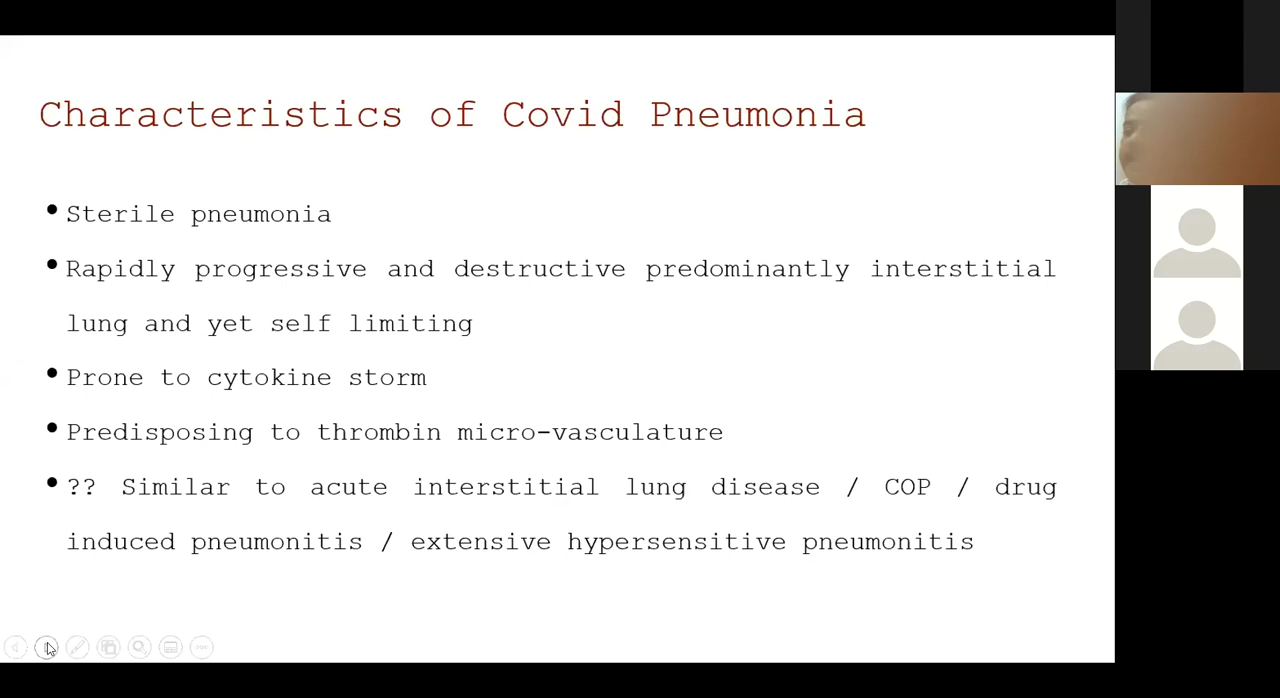 Characteristics of Covid Pneumonia
•Sterile pneumonia
•Rapidly progressive and destructive predominantly interstitial
lung and yet self limiting
•Prone to cytokine storm
•Predisposing to thrombin micro-vasculature
•?? Similar to acute interstitial lung disease / COP / drug
induced pneumonitis / extensive hypersensitive pneumonitis